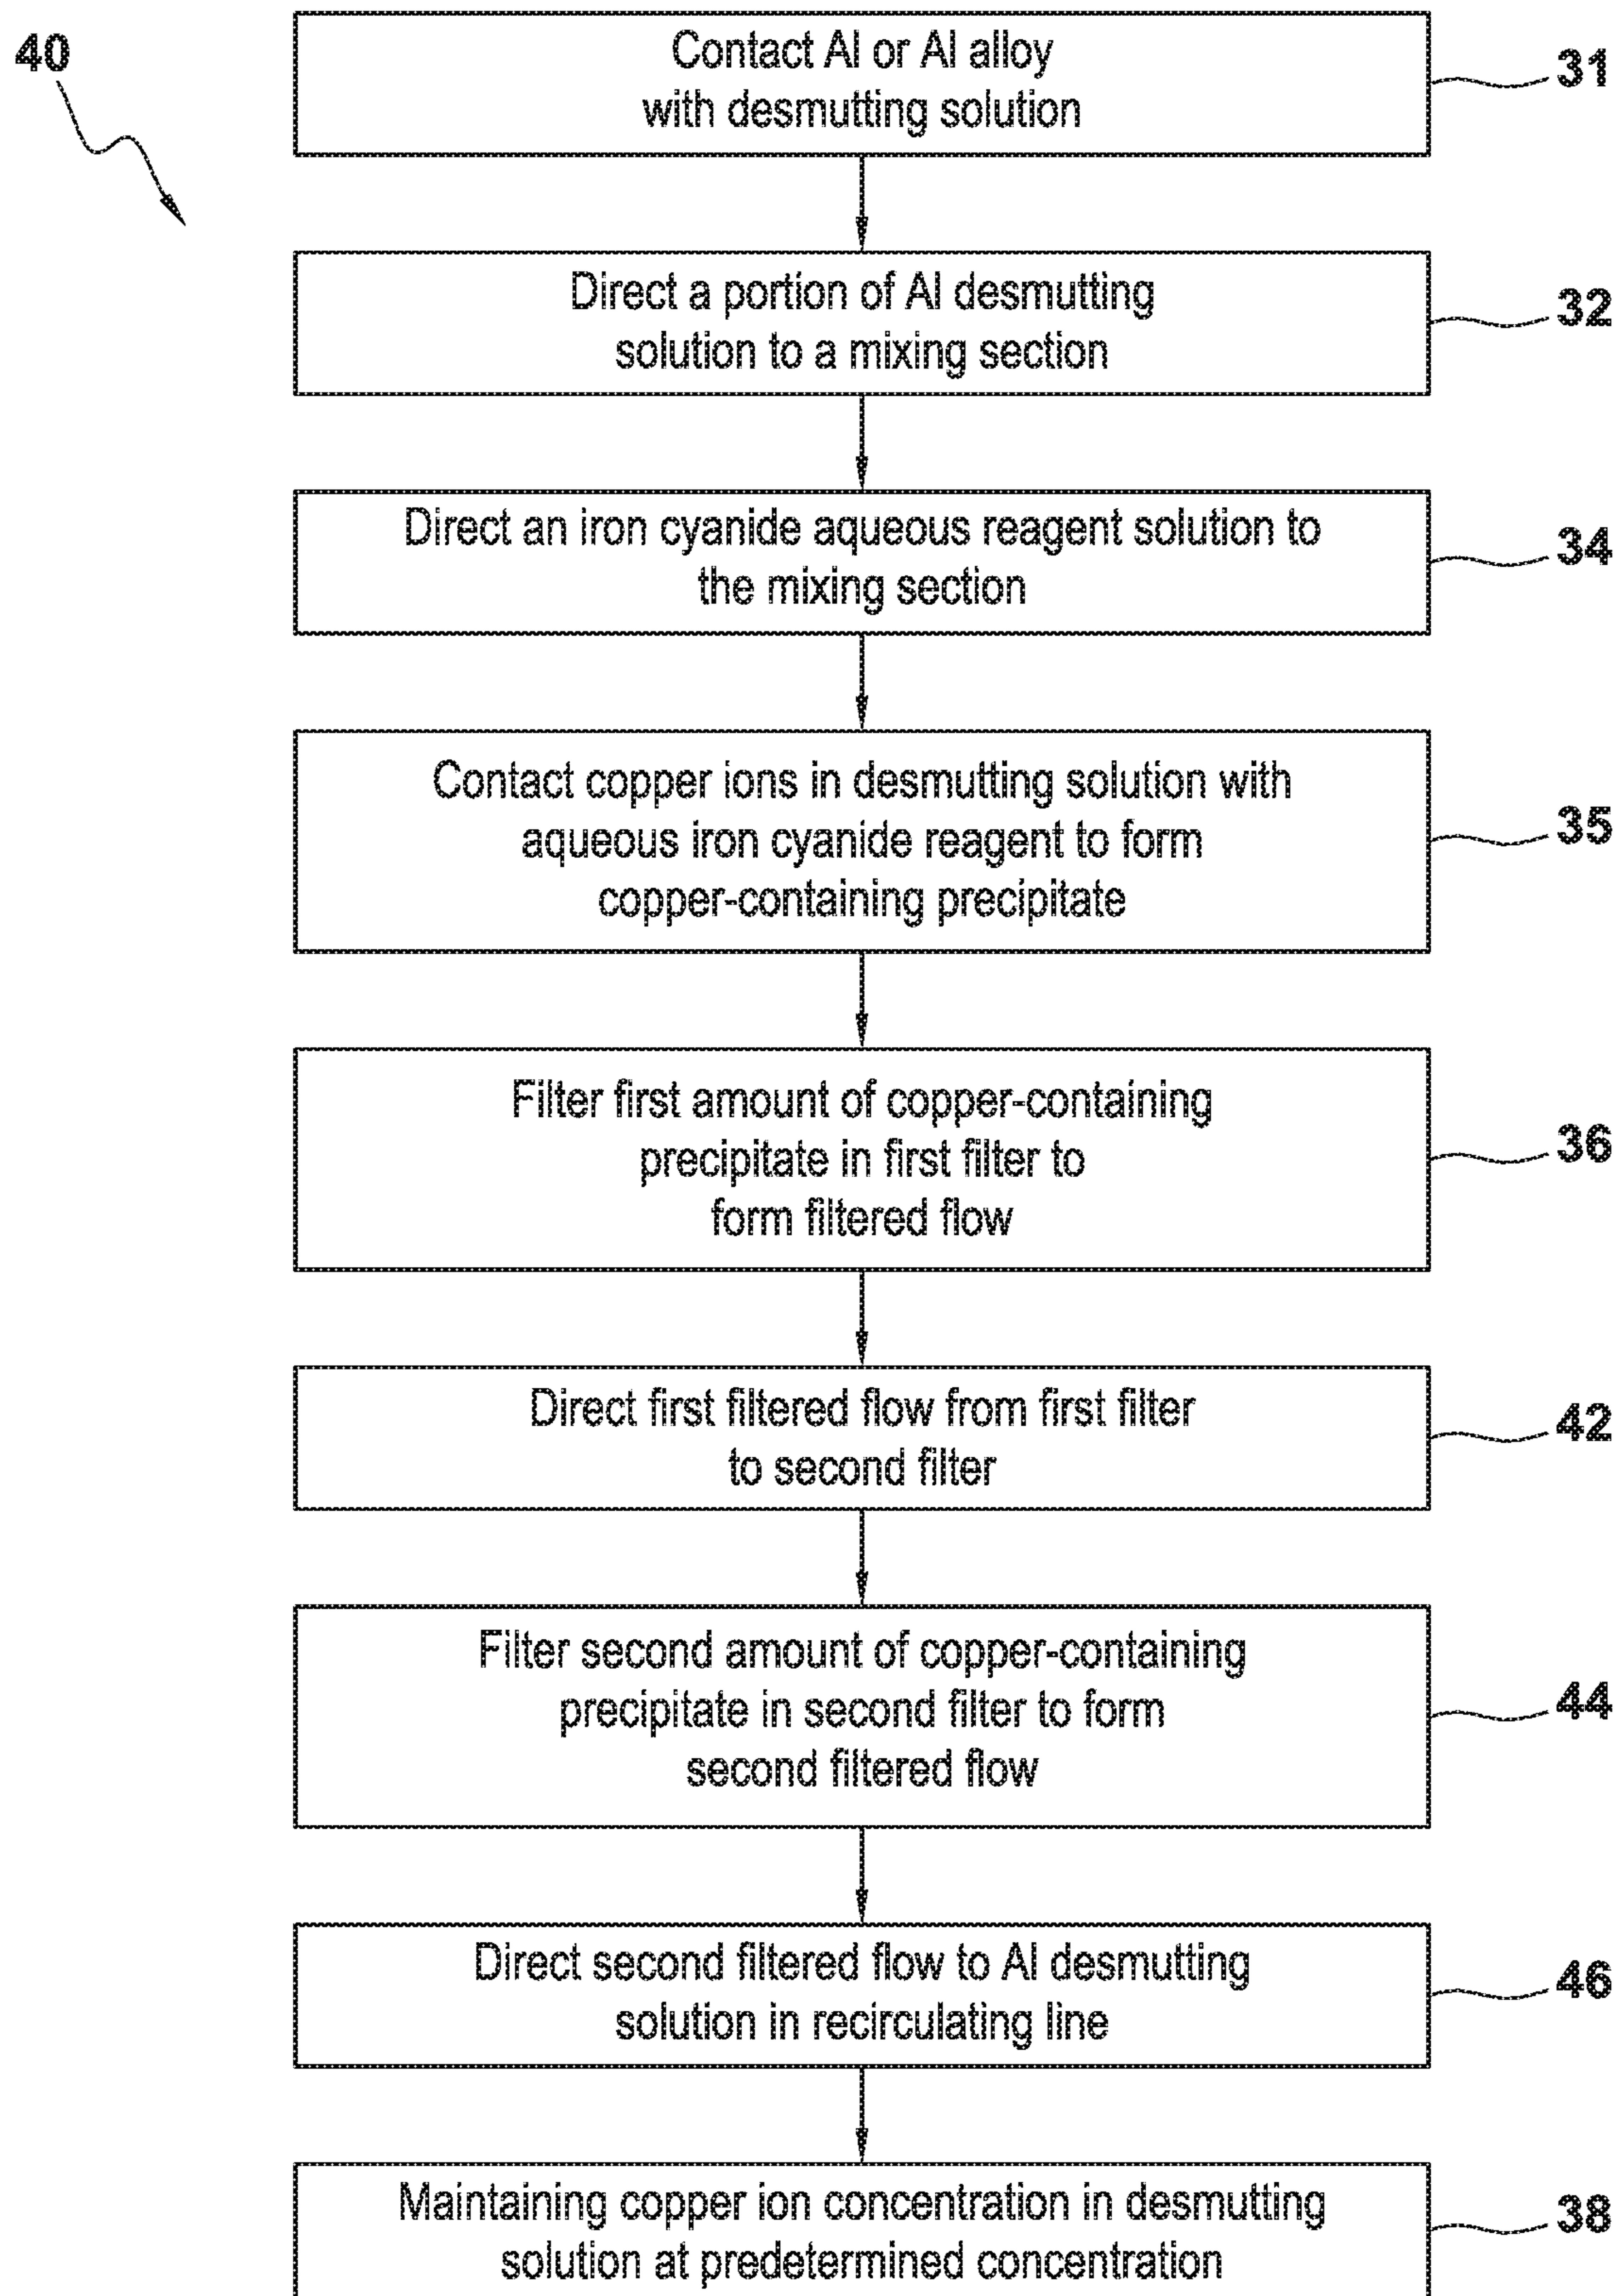 40
Contact Al or Al alloy
with desmutting solution
31
Direct a portion of Al desmutting
solution to a mixing section
32
Direct an iron cyanide aqueous reagent solution to
the mixing section
34
Contact copper ions in desmutting solution with
aqueous iron cyanide reagent to form
copper-containing precipitate
35
Filter first amount of copper-containing
precipitate in first filter to
form filtered flow
36
Direct first filtered flow from first filter
to second filter
42
Filter second amount of copper-containing
precipitate in second filter to form
second filtered flow
44
Direct second filtered flow to Al desmutting
solution in recirculating line
46
Maintaining copper ion concentration in desmutting
solution at predetermined concentration
38